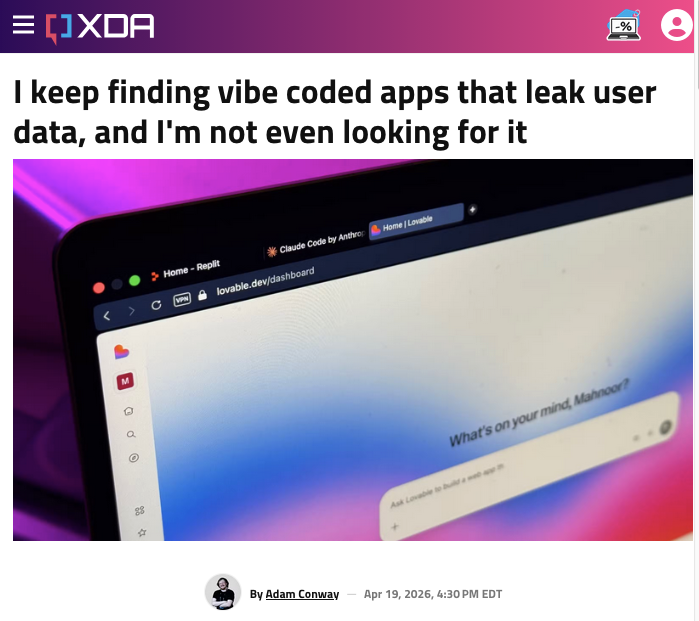 XDA
-%
I keep finding vibe coded apps that leak user
data, and I'm not even looking for it
Home - Replit
Claude Code by Anthro
Home | Lovable
VPN
lovable.dev/dashboard
M
What's on your mind, Mahnoor?
Ask Lovable to build a web app in
By Adam Conway — Apr 19, 2026, 4:30 PM EDT